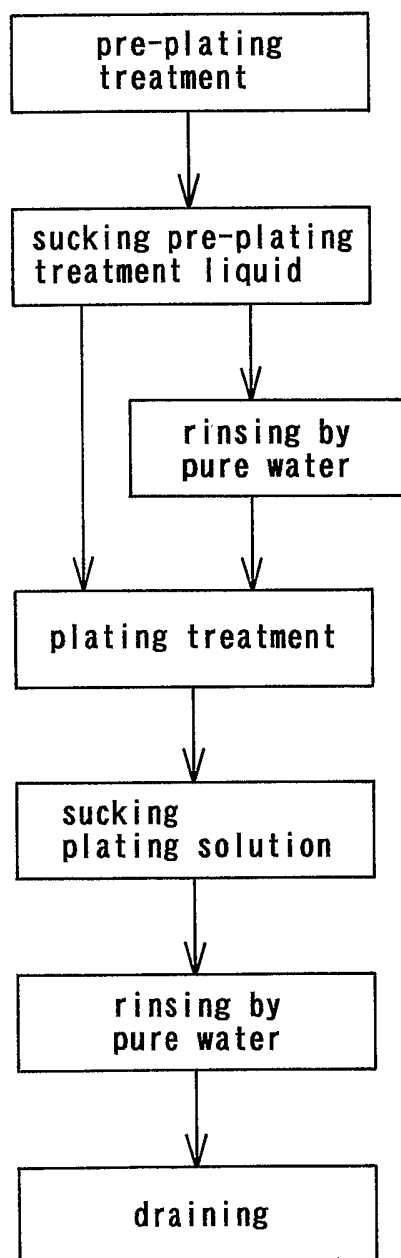 pre-plating
treatment
sucking pre-plating
treatment liquid
rinsing by
pure water
plating treatment
sucking
plating solution
rinsing by
pure water
draining